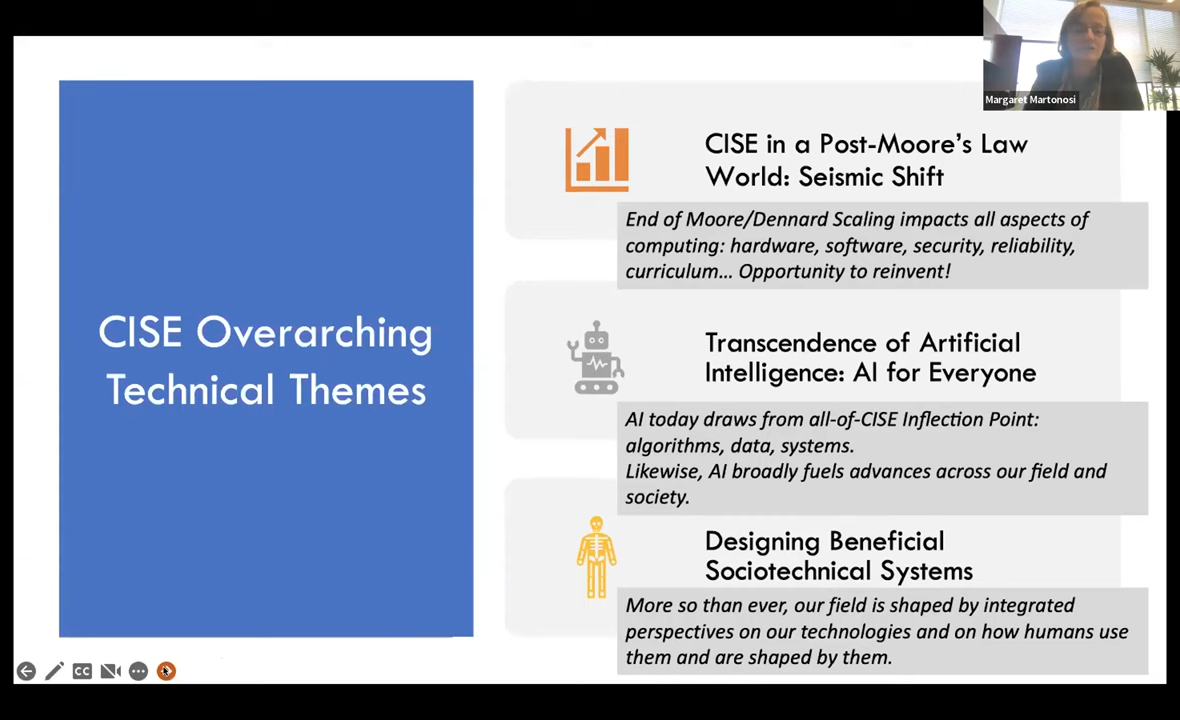 Margaret Martonosi
CISE Overarching
Technical Themes
CISE in a Post-Moore's Law
World: Seismic Shift
End of Moore/Dennard Scaling impacts all aspects of
computing: hardware, software, security, reliability,
curriculum... Opportunity to reinvent!
Transcendence of Artificial
Intelligence: AI for Everyone
AI today draws from all-of-CISE Inflection Point:
algorithms, data, systems.
Likewise, AI broadly fuels advances across our field and
society.
Designing Beneficial
Sociotechnical Systems
More so than ever, our field is shaped by integrated
perspectives on our technologies and on how humans use
them and are shaped by them.
CC